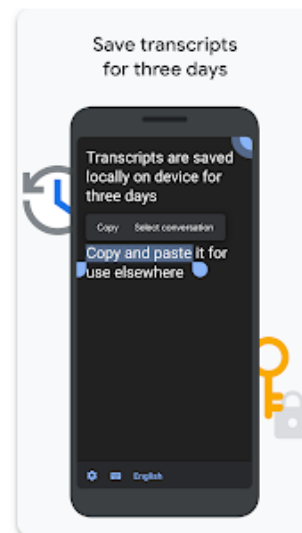 Save transcripts
for three days
Transcripts are saved
locally on device for
three days
Copy Select conversation
Copy and paste it for
use elsewhere
English